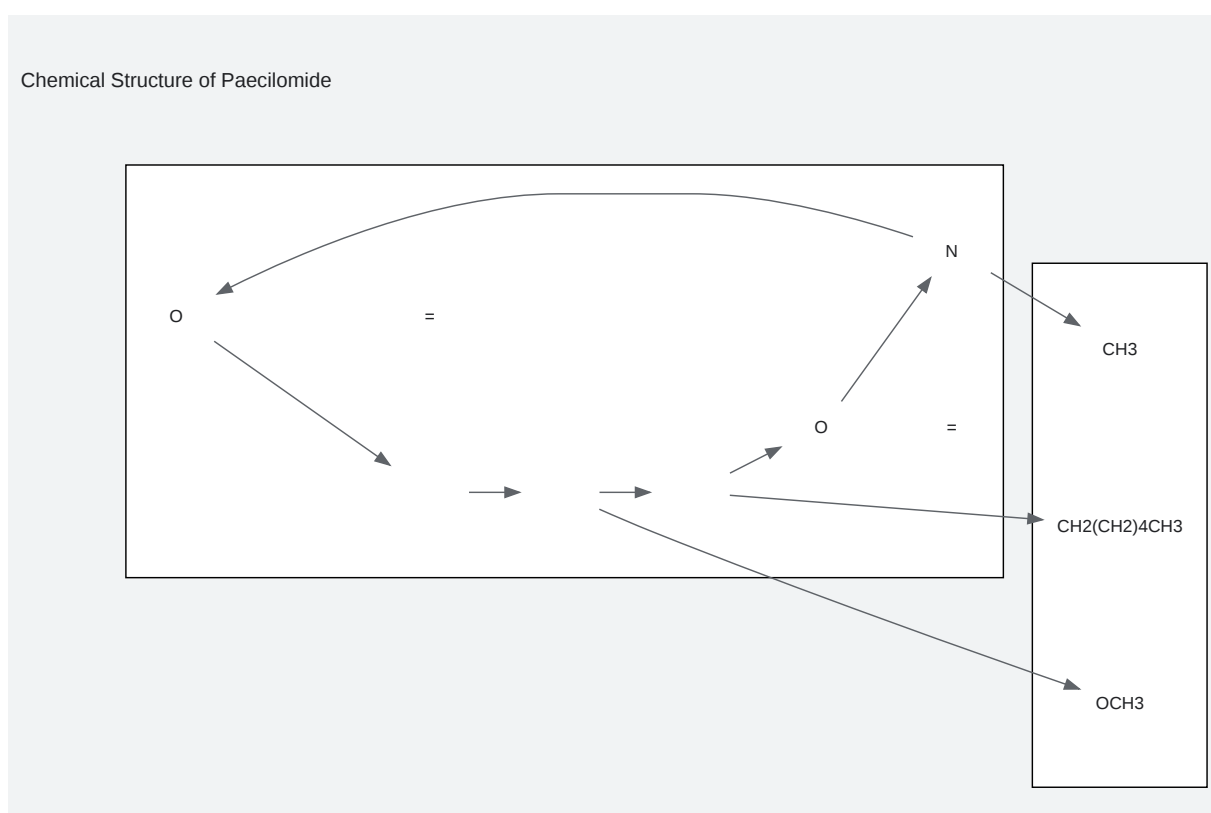 Chemical Structure of Paecilomide
N
O
=
CH3
O
=
CH2(CH2)4CH3
OCH3